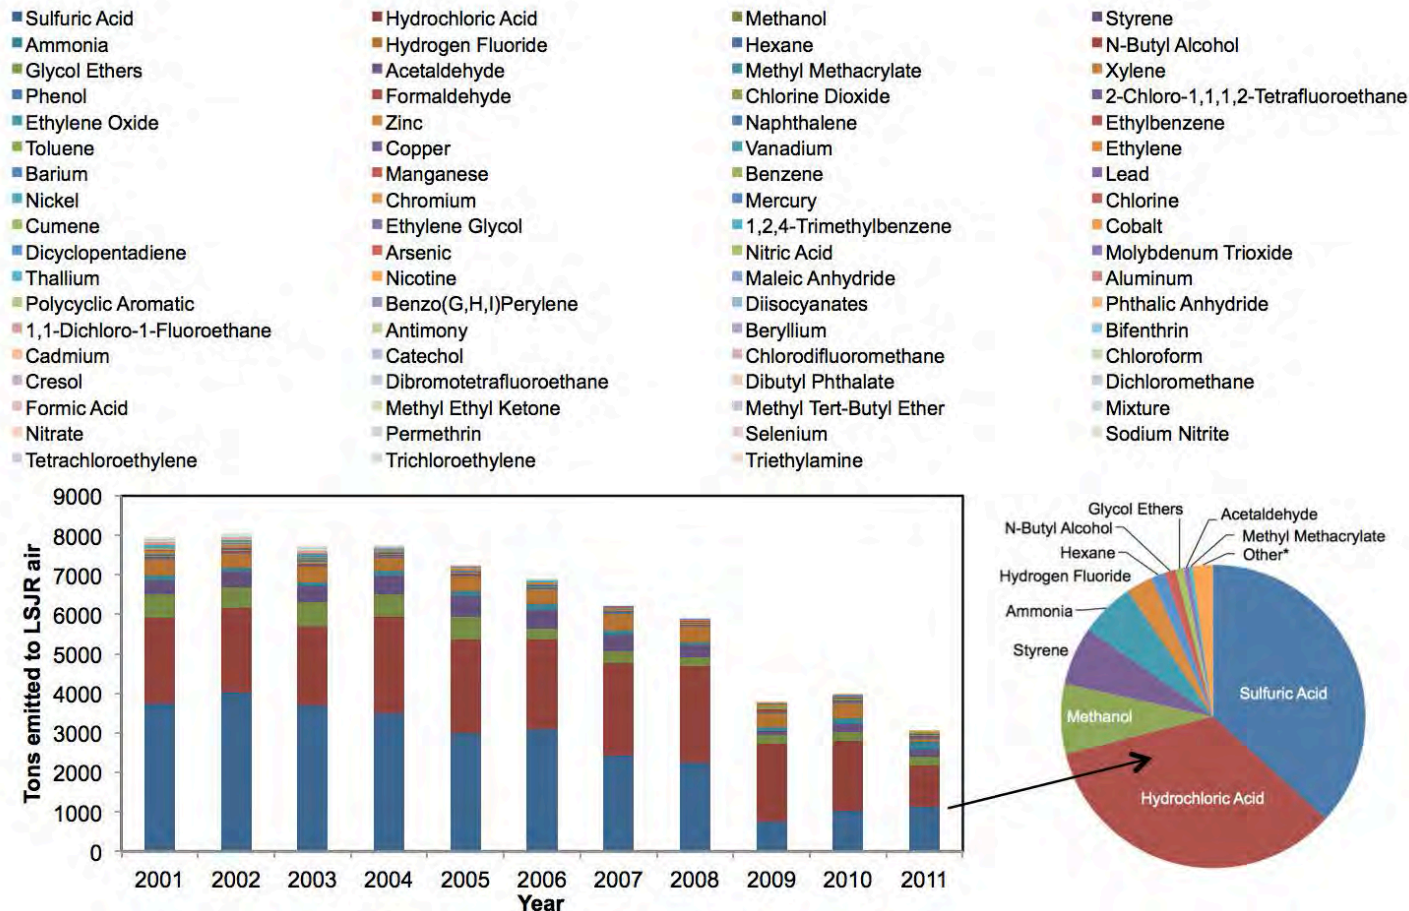 Sulfuric Acid Hydrochloric Acid Methanol Styrene
Ammonia Hydrogen Fluoride Hexane N-Butyl Alcohol
Glycol Ethers Acetaldehyde Methyl Methacrylate Xylene
Phenol Formaldehyde Chlorine Dioxide 2-Chloro-1,1,1,2-Tetrafluoroethane
Ethylene Oxide Zinc Naphthalene Ethylbenzene
Toluene Copper Vanadium Ethylene
Barium Manganese Benzene Lead
Nickel Chromium Mercury Chlorine
Cumene Ethylene Glycol 1,2,4-Trimethylbenzene Cobalt
Dicyclopentadiene Arsenic Nitric Acid Molybdenum Trioxide
Thallium Nicotine Maleic Anhydride Aluminum
Polycyclic Aromatic Benzo(G,H,I)Perylene Diisocyanates Phthalic Anhydride
1,1-Dichloro-1-Fluoroethane Antimony Beryllium Bifenthrin
Cadmium Catechol Chlorodifluoromethane Chloroform
Cresol Dibromotetrafluoroethane Dibutyl Phthalate Dichloromethane
Formic Acid Methyl Ethyl Ketone Methyl Tert-Butyl Ether Mixture
Nitrate Permethrin Selenium Sodium Nitrite
Tetrachloroethylene Trichloroethylene Triethylamine
Tons emitted to LSJR air
9000
8000
7000
6000
5000
4000
3000
2000
1000
0
2001 2002 2003 2004 2005 2006 2007 2008 2009 2010 2011
Year
Glycol Ethers
Acetaldehyde
N-Butyl Alcohol
Methyl Methacrylate
Hexane
Other*
Hydrogen Fluoride
Ammonia
Styrene
Sulfuric Acid
Methanol
Hydrochloric Acid